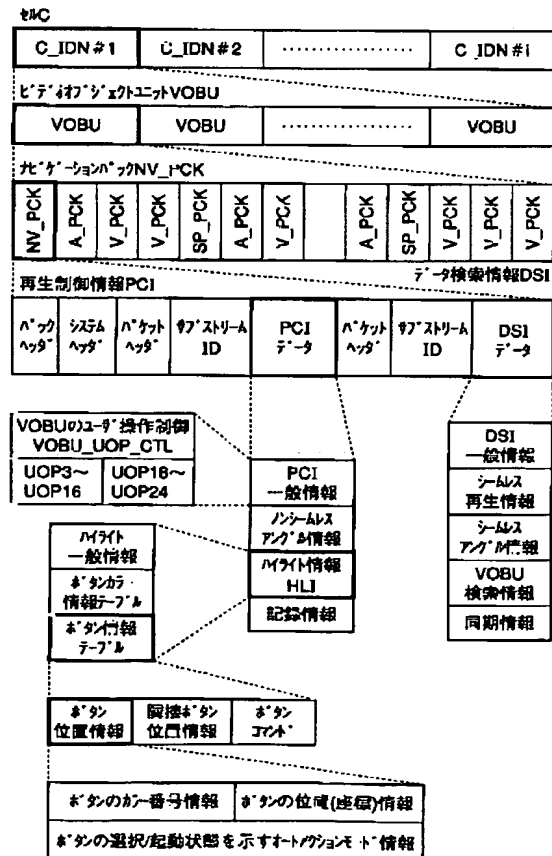 セルC
C_IDN#1 C_IDN#2 ……………… C_IDN#i
ビデオオブジェクトユニットVOBU
VOBU VOBU ……………… VOBU
ナビゲーションパックNV_PCK
NV_PCK A_PCK V_PCK V_PCK SP_PCK A_PCK V_PCK A_PCK SP_PCK V_PCK V_PCK V_PCK
再生制御情報PCI データ検索情報DSI
パック システム パケット サブストリーム PCI パケット サブストリーム DSI
ヘッダ ヘッダ ヘッダ ID データ ヘッダ ID データ
VOBUのユーザ操作制御
VOBU_UOP_CTL
UOP3～ UOP18～
UOP16 UOP24
PCI
一般情報
ノンシームレス
アングル情報
ハイライト情報
HLI
記録情報
DSI
一般情報
シームレス
再生情報
シームレス
アングル情報
VOBU
検索情報
同期情報
ハイライト
一般情報
ボタンカラー
情報テーブル
ボタン情報
テーブル
ボタン 隣接ボタン ボタン
位置情報 位置情報 コマンド
ボタンのカラー番号情報 ボタンの位置(座標)情報
ボタンの選択/起動状態を示すオートアクションモード情報